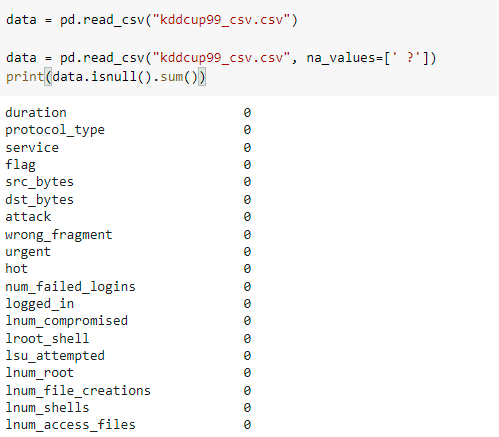 data = pd.read_csv("kddcup99_csv.csv")
data = pd.read_csv("kddcup99_csv.csv", na_values=[' ?'])
print(data.isnull().sum())
duration 0
protocol_type 0
service 0
flag 0
src_bytes 0
dst_bytes 0
attack 0
wrong_fragment 0
urgent 0
hot 0
num_failed_logins 0
logged_in 0
lnum_compromised 0
lroot_shell 0
lsu_attempted 0
lnum_root 0
lnum_file_creations 0
lnum_shells 0
lnum_access_files 0